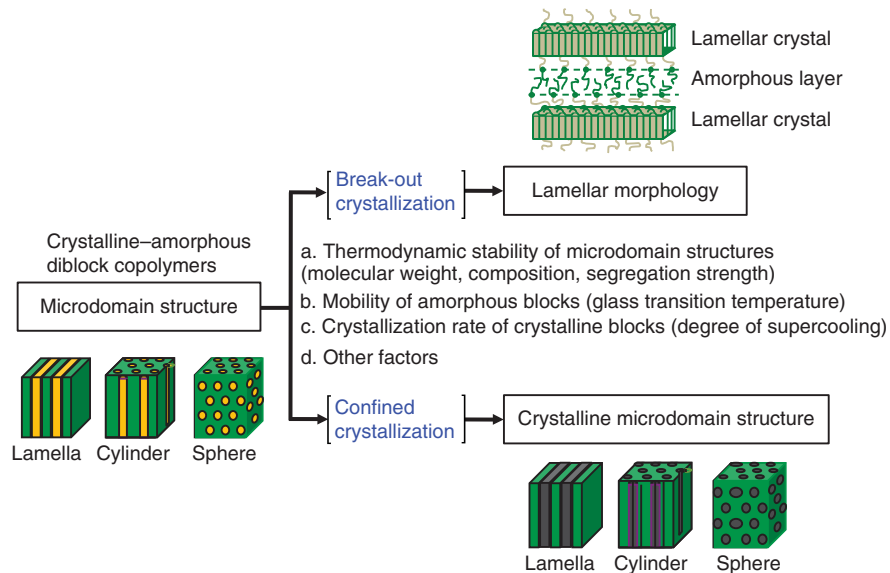 Lamellar crystal
Amorphous layer
Lamellar crystal
Break-out
crystallization
Lamellar morphology
Crystalline–amorphous
diblock copolymers
Microdomain structure
a. Thermodynamic stability of microdomain structures
(molecular weight, composition, segregation strength)
b. Mobility of amorphous blocks (glass transition temperature)
c. Crystallization rate of crystalline blocks (degree of supercooling)
d. Other factors
Lamella Cylinder Sphere
Confined
crystallization
Crystalline microdomain structure
Lamella Cylinder Sphere